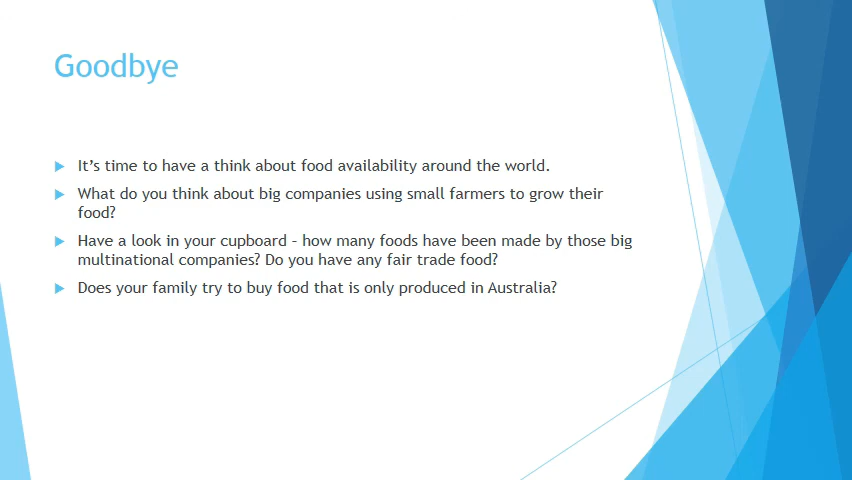 Goodbye
It’s time to have a think about food availability around the world.
What do you think about big companies using small farmers to grow their
food?
Have a look in your cupboard – how many foods have been made by those big
multinational companies? Do you have any fair trade food?
Does your family try to buy food that is only produced in Australia?